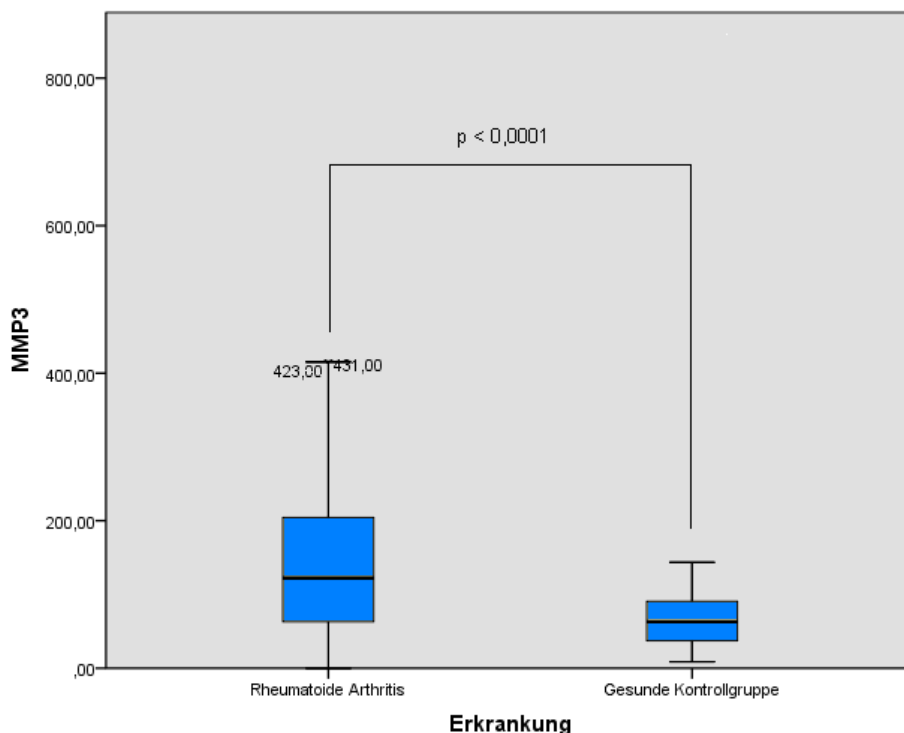 800,00
p < 0,0001
600,00
MMP3
400,00
423,00 431,00
200,00
,00
Rheumatoide Arthritis Gesunde Kontrollgruppe
Erkrankung